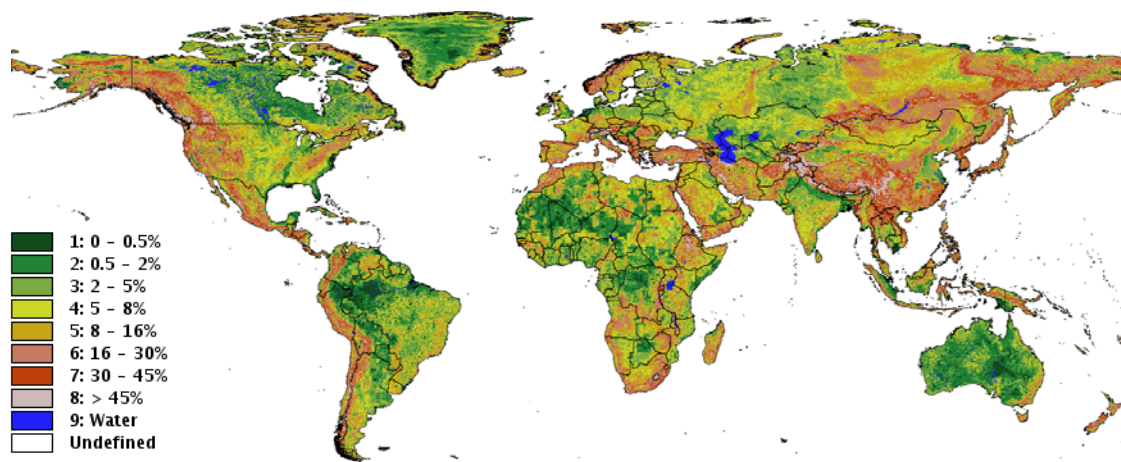 1: 0 – 0.5%
2: 0.5 – 2%
3: 2 – 5%
4: 5 – 8%
5: 8 – 16%
6: 16 – 30%
7: 30 – 45%
8: > 45%
9: Water
Undefined